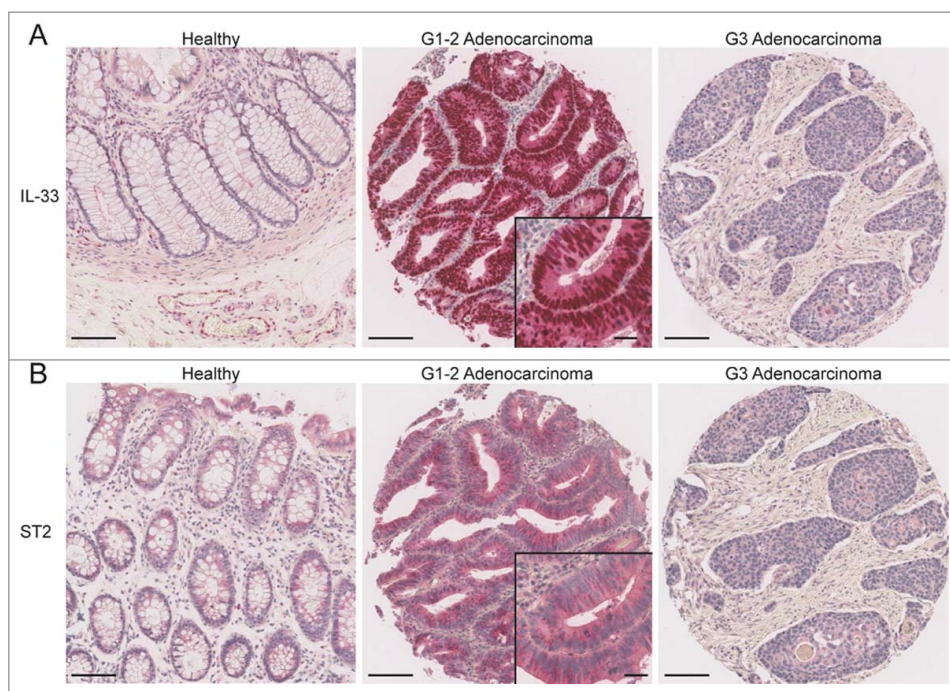 A
Healthy
G1-2 Adenocarcinoma
G3 Adenocarcinoma
IL-33
B
Healthy
G1-2 Adenocarcinoma
G3 Adenocarcinoma
ST2